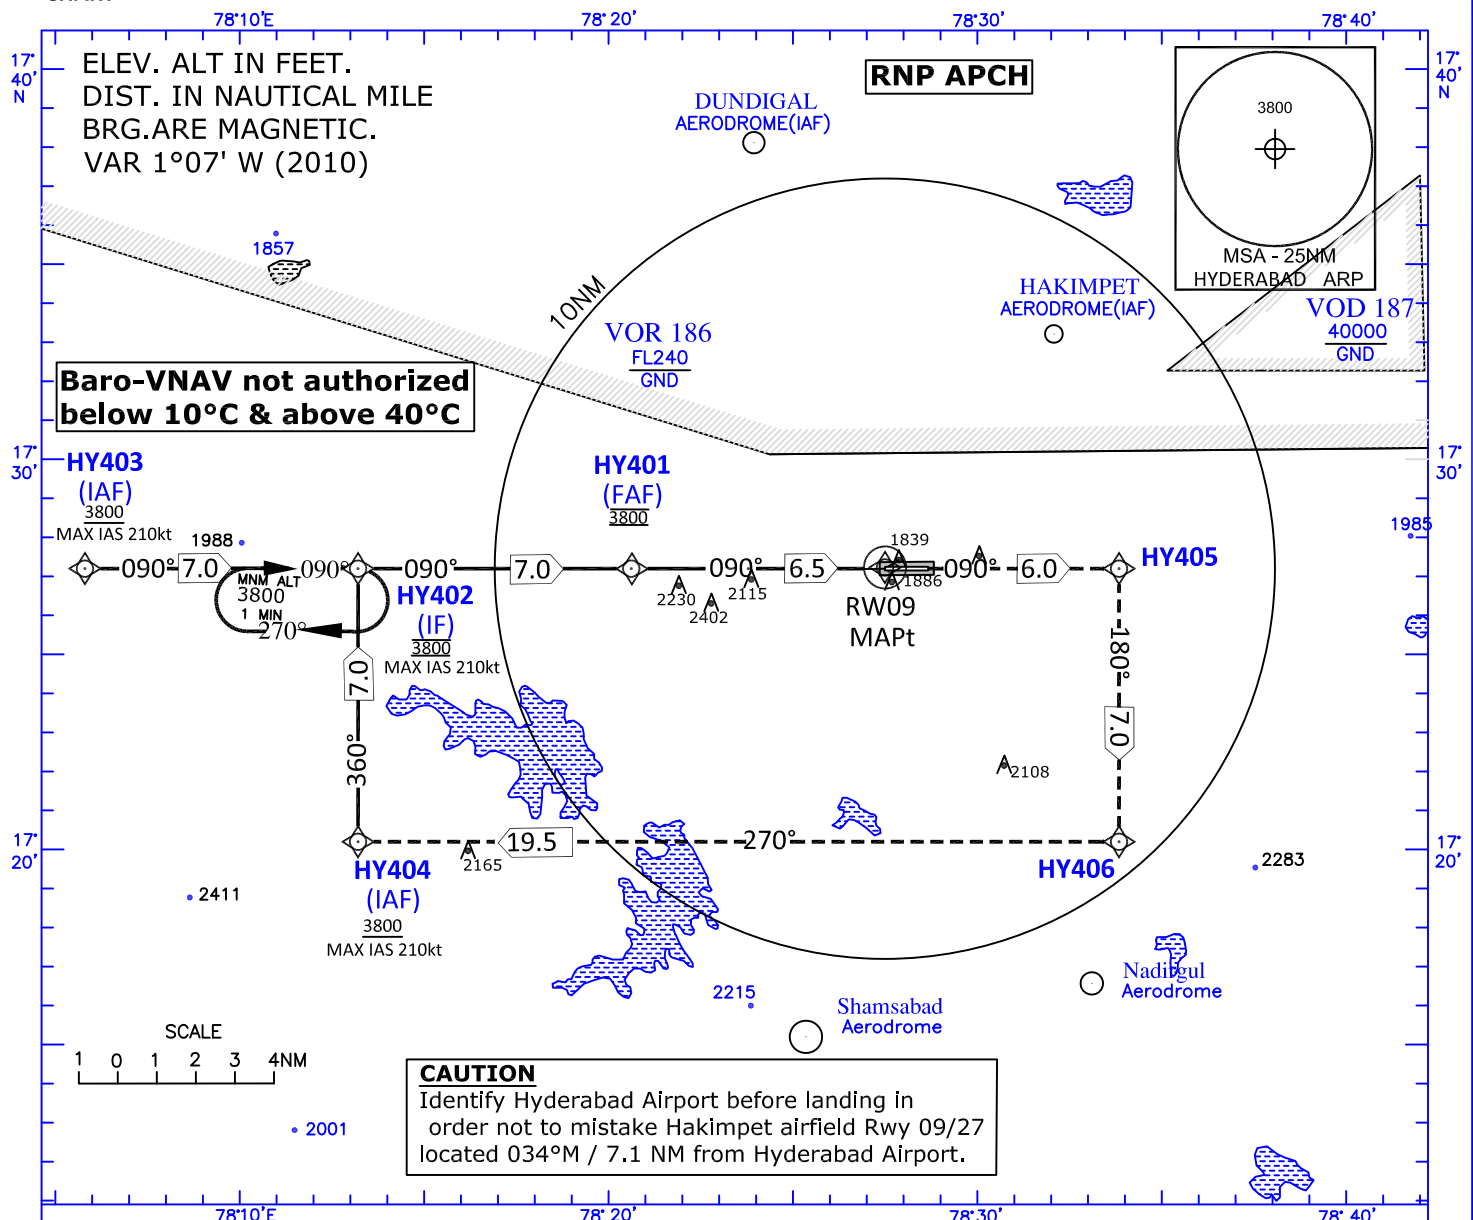 78°10'E
78°20'
78°30'
78°40'
17°
40'
N
17°
40'
N
ELEV. ALT IN FEET.
DIST. IN NAUTICAL MILE
BRG.ARE MAGNETIC.
VAR 1°07' W (2010)
RNP APCH
DUNDIGAL
AERODROME(IAF)
3800
MSA - 25NM
HYDERABAD ARP
1857
10NM
HAKIMPET
AERODROME(IAF)
VOR 186
FL240
GND
VOD 187
40000
GND
Baro-VNAV not authorized
below 10°C & above 40°C
17°
30'
17°
30'
HY403
(IAF)
3800
MAX IAS 210kt
HY401
(FAF)
3800
1988
1839
1985
090°
7.0
090°
090°
7.0
090°
6.5
090°
6.0
HY405
MNM ALT
3800
1 MIN
270°
HY402
(IF)
3800
MAX IAS 210kt
2230
2402
2115
1886
RW09
MAPt
180°
7.0
7.0
360°
2108
17°
20'
17°
20'
19.5
270°
HY404
(IAF)
3800
MAX IAS 210kt
2165
HY406
2283
2411
2215
Shamsabad
Aerodrome
Nadirgul
Aerodrome
SCALE
1 0 1 2 3 4NM
2001
CAUTION
Identify Hyderabad Airport before landing in
order not to mistake Hakimpet airfield Rwy 09/27
located 034°M / 7.1 NM from Hyderabad Airport.
78°10'E
78°20'
78°30'
78°40'